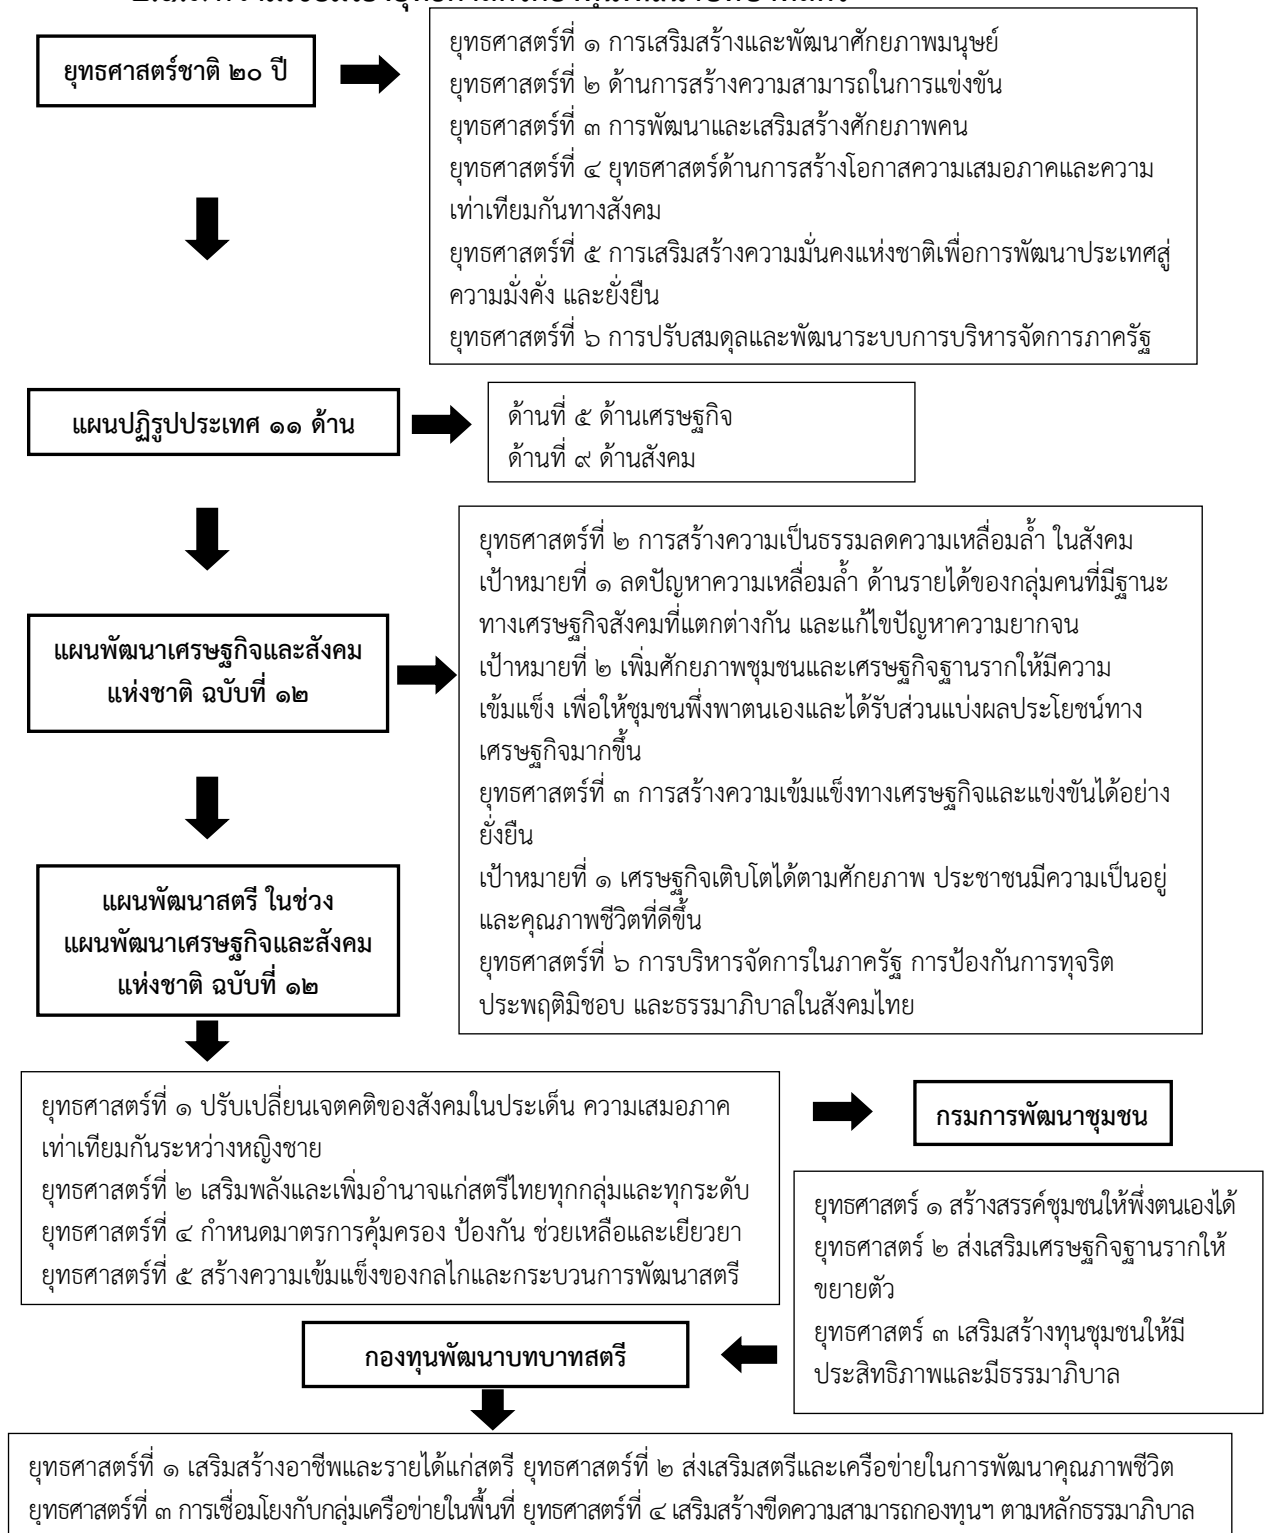 ยุทธศาสตร์ชาติ ๒๐ ปี
ยุทธศาสตร์ที่ ๑ การเสริมสร้างและพัฒนาศักยภาพมนุษย์
ยุทธศาสตร์ที่ ๒ ด้านการสร้างความสามารถในการแข่งขัน
ยุทธศาสตร์ที่ ๓ การพัฒนาและเสริมสร้างศักยภาพคน
ยุทธศาสตร์ที่ ๔ ยุทธศาสตร์ด้านการสร้างโอกาสความเสมอภาคและความ
เท่าเทียมกันทางสังคม
ยุทธศาสตร์ที่ ๕ การเสริมสร้างความมั่นคงแห่งชาติเพื่อการพัฒนาประเทศสู่
ความมั่งคั่ง และยั่งยืน
ยุทธศาสตร์ที่ ๖ การปรับสมดุลและพัฒนาระบบการบริหารจัดการภาครัฐ
แผนปฏิรูปประเทศ ๑๑ ด้าน
ด้านที่ ๕ ด้านเศรษฐกิจ
ด้านที่ ๙ ด้านสังคม
แผนพัฒนาเศรษฐกิจและสังคม
แห่งชาติ ฉบับที่ ๑๒
ยุทธศาสตร์ที่ ๒ การสร้างความเป็นธรรมลดความเหลื่อมล้ำ ในสังคม
เป้าหมายที่ ๑ ลดปัญหาความเหลื่อมล้ำ ด้านรายได้ของกลุ่มคนที่มีฐานะ
ทางเศรษฐกิจสังคมที่แตกต่างกัน และแก้ไขปัญหาความยากจน
เป้าหมายที่ ๒ เพิ่มศักยภาพชุมชนและเศรษฐกิจฐานรากให้มีความ
เข้มแข็ง เพื่อให้ชุมชนพึ่งพาตนเองและได้รับส่วนแบ่งผลประโยชน์ทาง
เศรษฐกิจมากขึ้น
ยุทธศาสตร์ที่ ๓ การสร้างความเข้มแข็งทางเศรษฐกิจและแข่งขันได้อย่าง
ยั่งยืน
เป้าหมายที่ ๑ เศรษฐกิจเติบโตได้ตามศักยภาพ ประชาชนมีความเป็นอยู่
และคุณภาพชีวิตที่ดีขึ้น
ยุทธศาสตร์ที่ ๖ การบริหารจัดการในภาครัฐ การป้องกันการทุจริต
ประพฤติมิชอบ และธรรมาภิบาลในสังคมไทย
แผนพัฒนาสตรี ในช่วง
แผนพัฒนาเศรษฐกิจและสังคม
แห่งชาติ ฉบับที่ ๑๒
ยุทธศาสตร์ที่ ๑ ปรับเปลี่ยนเจตคติของสังคมในประเด็น ความเสมอภาค
เท่าเทียมกันระหว่างหญิงชาย
ยุทธศาสตร์ที่ ๒ เสริมพลังและเพิ่มอำนาจแก่สตรีไทยทุกกลุ่มและทุกระดับ
ยุทธศาสตร์ที่ ๔ กำหนดมาตรการคุ้มครอง ป้องกัน ช่วยเหลือและเยียวยา
ยุทธศาสตร์ที่ ๕ สร้างความเข้มแข็งของกลไกและกระบวนการพัฒนาสตรี
กรมการพัฒนาชุมชน
ยุทธศาสตร์ ๑ สร้างสรรค์ชุมชนให้พึ่งตนเองได้
ยุทธศาสตร์ ๒ ส่งเสริมเศรษฐกิจฐานรากให้
ขยายตัว
ยุทธศาสตร์ ๓ เสริมสร้างทุนชุมชนให้มี
ประสิทธิภาพและมีธรรมาภิบาล
กองทุนพัฒนาบทบาทสตรี
ยุทธศาสตร์ที่ ๑ เสริมสร้างอาชีพและรายได้แก่สตรี ยุทธศาสตร์ที่ ๒ ส่งเสริมสตรีและเครือข่ายในการพัฒนาคุณภาพชีวิต
ยุทธศาสตร์ที่ ๓ การเชื่อมโยงกับกลุ่มเครือข่ายในพื้นที่ ยุทธศาสตร์ที่ ๔ เสริมสร้างขีดความสามารถกองทุนฯ ตามหลักธรรมาภิบาล